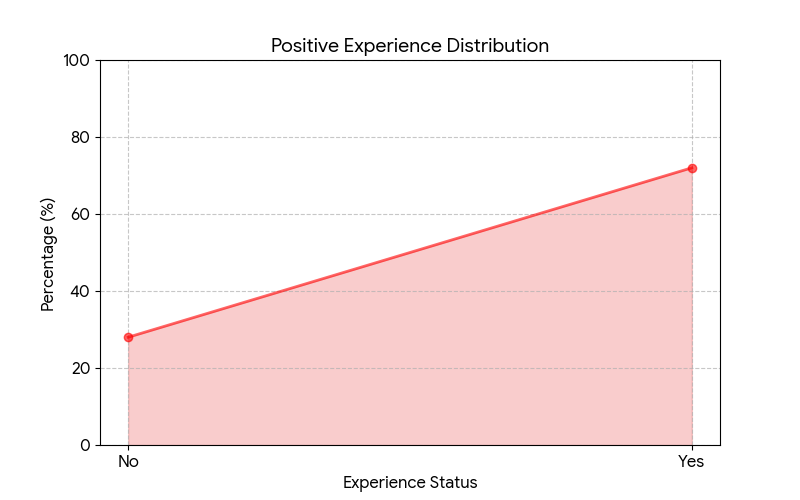 Positive Experience Distribution
100
80
60
40
20
0
Percentage (%)
No
Yes
Experience Status